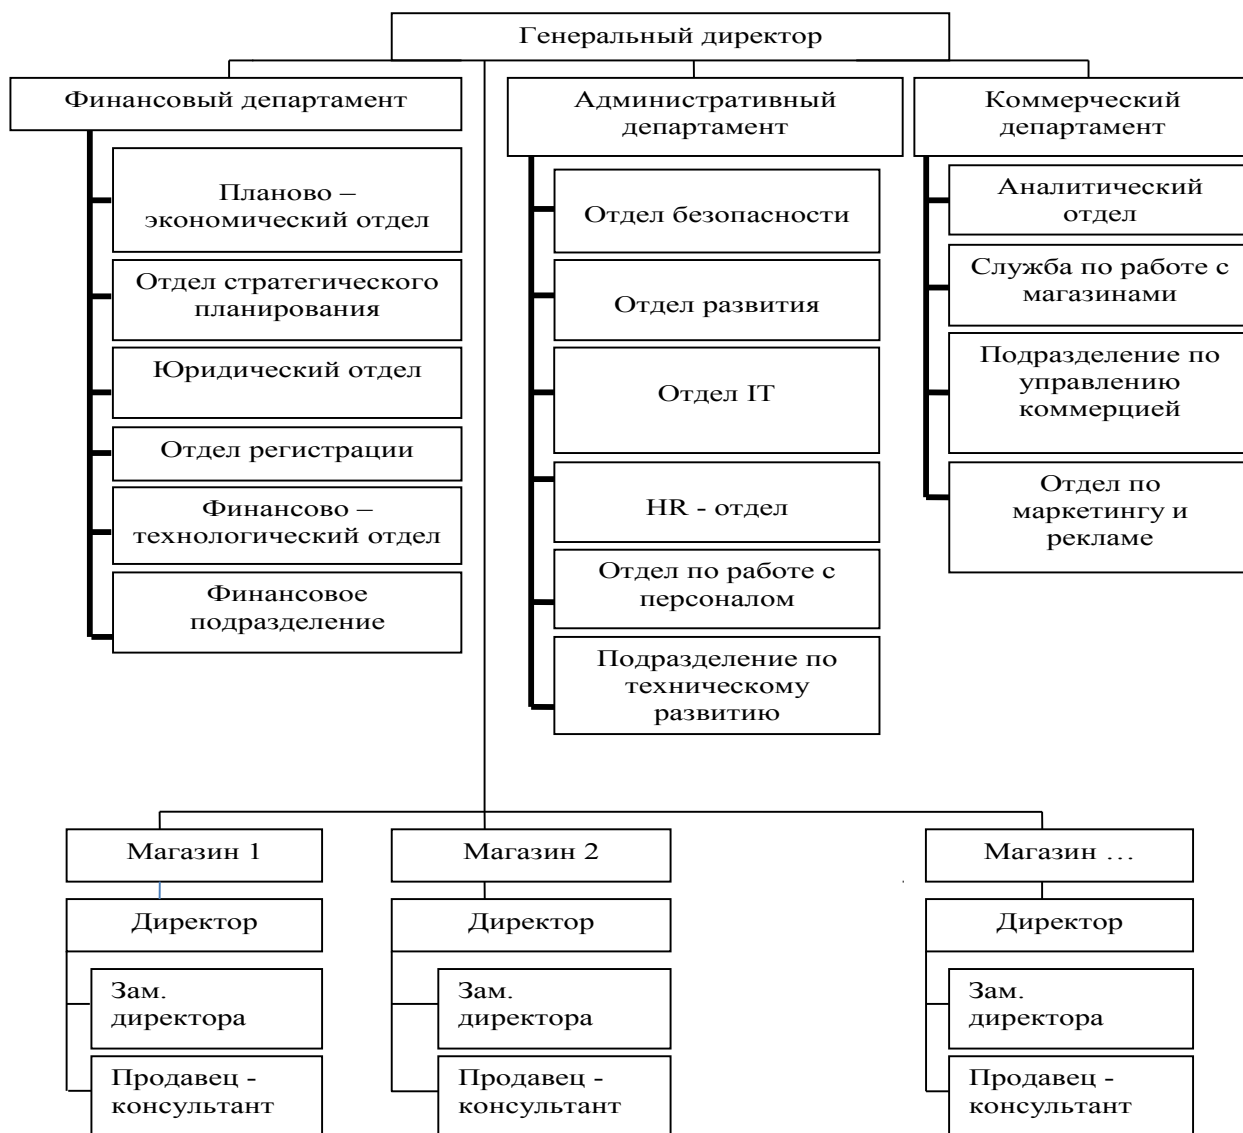 Генеральный директор
Финансовый департамент
Планово –
экономический отдел
Отдел стратегического
планирования
Юридический отдел
Отдел регистрации
Финансово –
технологический отдел
Финансовое
подразделение
Административный
департамент
Отдел безопасности
Отдел развития
Отдел IT
HR - отдел
Отдел по работе с
персоналом
Подразделение по
техническому
развитию
Коммерческий
департамент
Аналитический
отдел
Служба по работе с
магазинами
Подразделение по
управлению
коммерцией
Отдел по
маркетингу и
рекламе
Магазин 1
Директор
Зам.
директора
Продавец -
консультант
Магазин 2
Директор
Зам.
директора
Продавец -
консультант
Магазин …
Директор
Зам.
директора
Продавец -
консультант